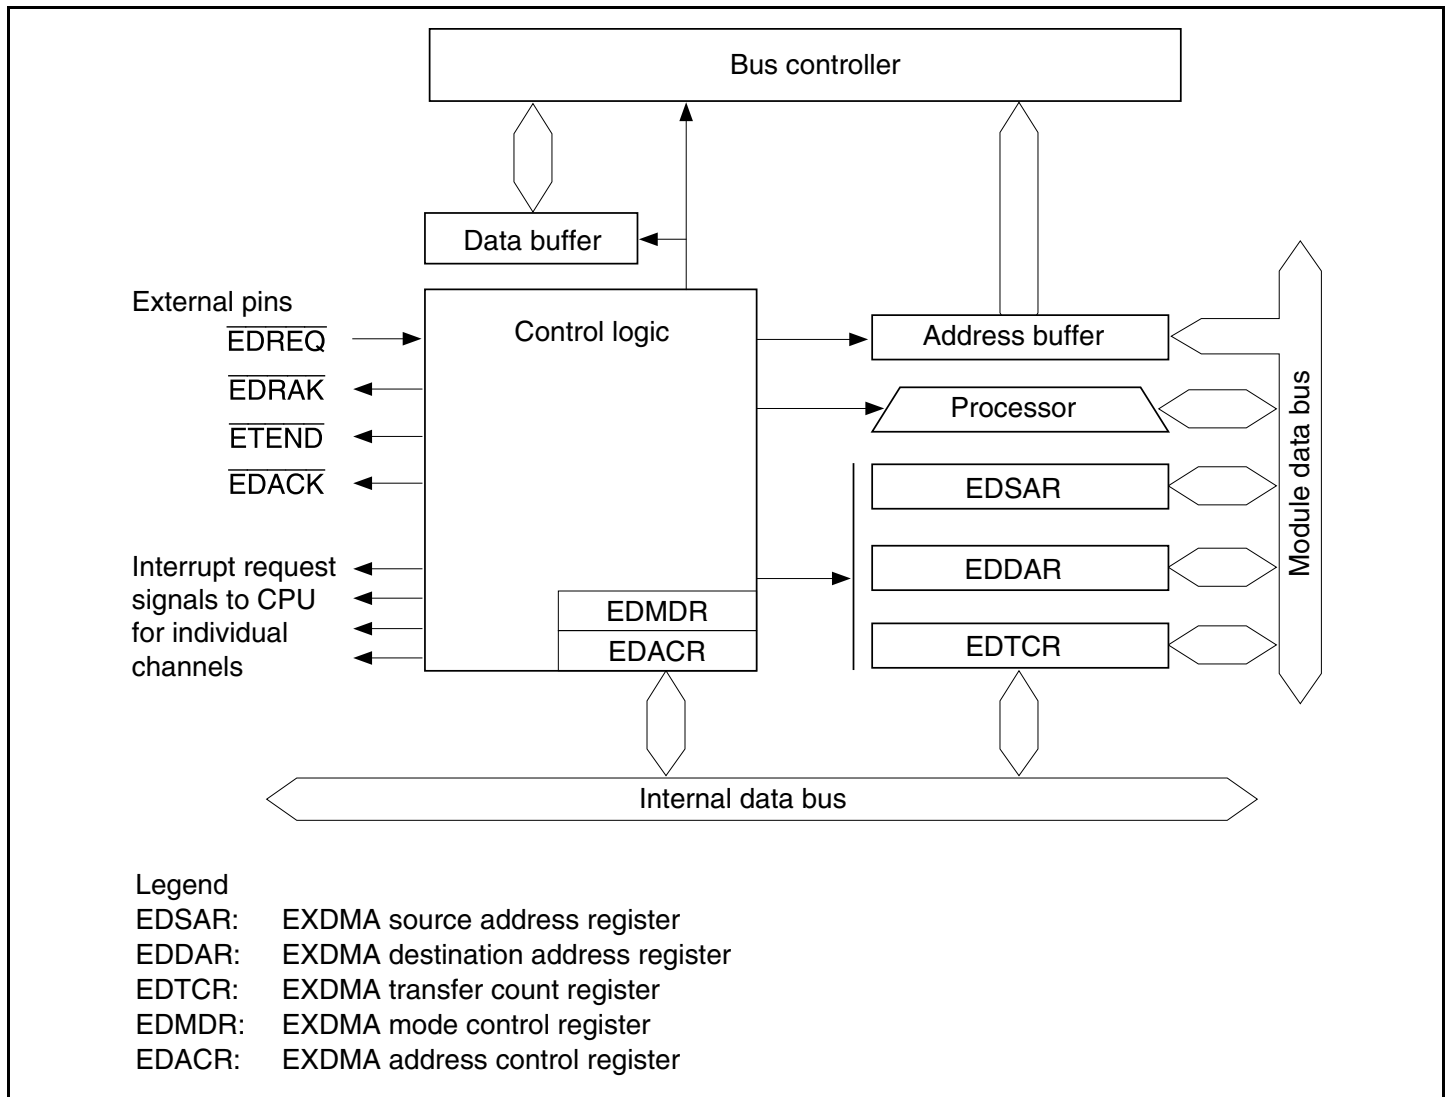 Bus controller
Data buffer
External pins
EDREQ
EDRAK
ETEND
EDACK
Interrupt request
signals to CPU
for individual
channels
Control logic
EDMDR
EDACR
Address buffer
Processor
EDSAR
EDDAR
EDTCR
Module data bus
Internal data bus
Legend
EDSAR: EXDMA source address register
EDDAR: EXDMA destination address register
EDTCR: EXDMA transfer count register
EDMDR: EXDMA mode control register
EDACR: EXDMA address control register